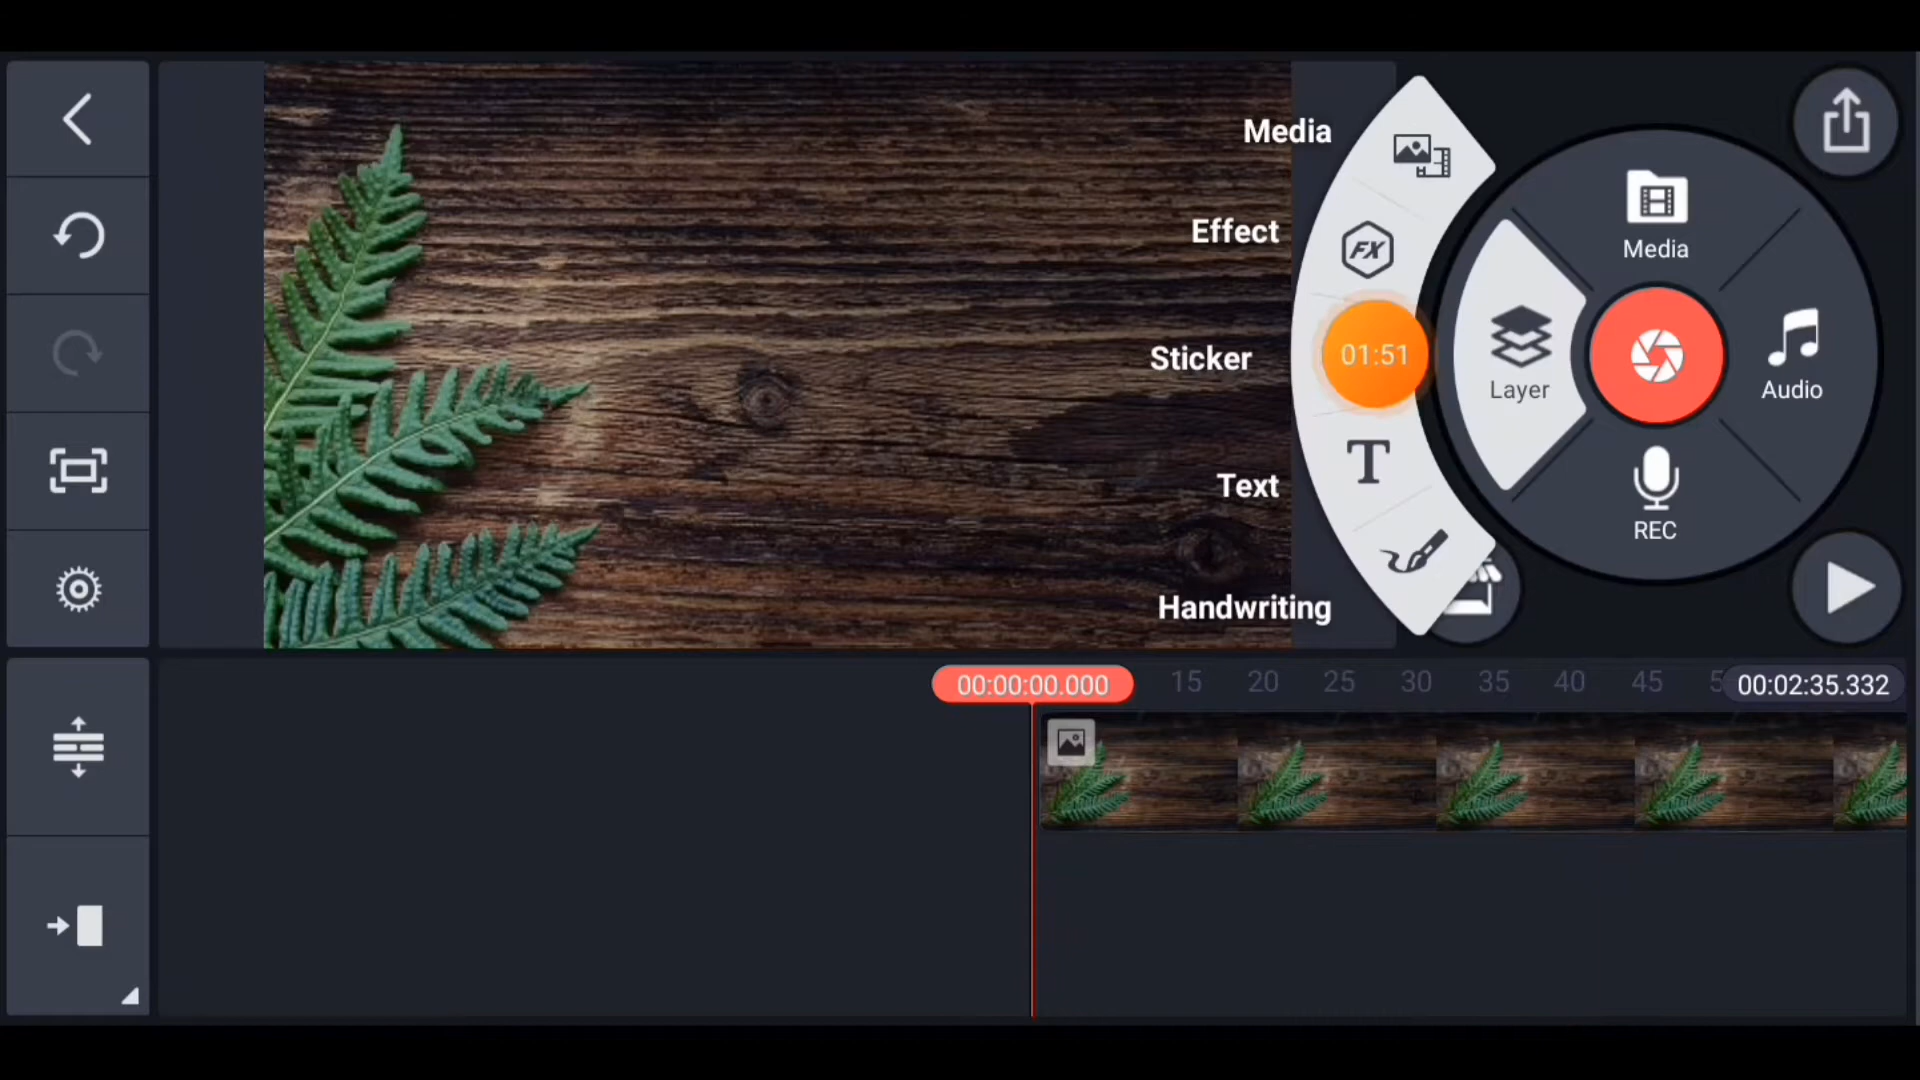 Media
Effect
Sticker
Text
Handwriting
FX
01:51
T
Media
Layer
Audio
REC
00:00:00.000
15
20
25
30
35
40
45
5
00:02:35.332